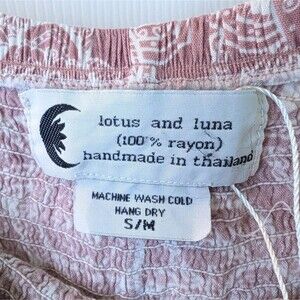 lotus and luna
(100% rayon)
handmade in thailand
MACHINE WASH COLD
HANG DRY
S/M